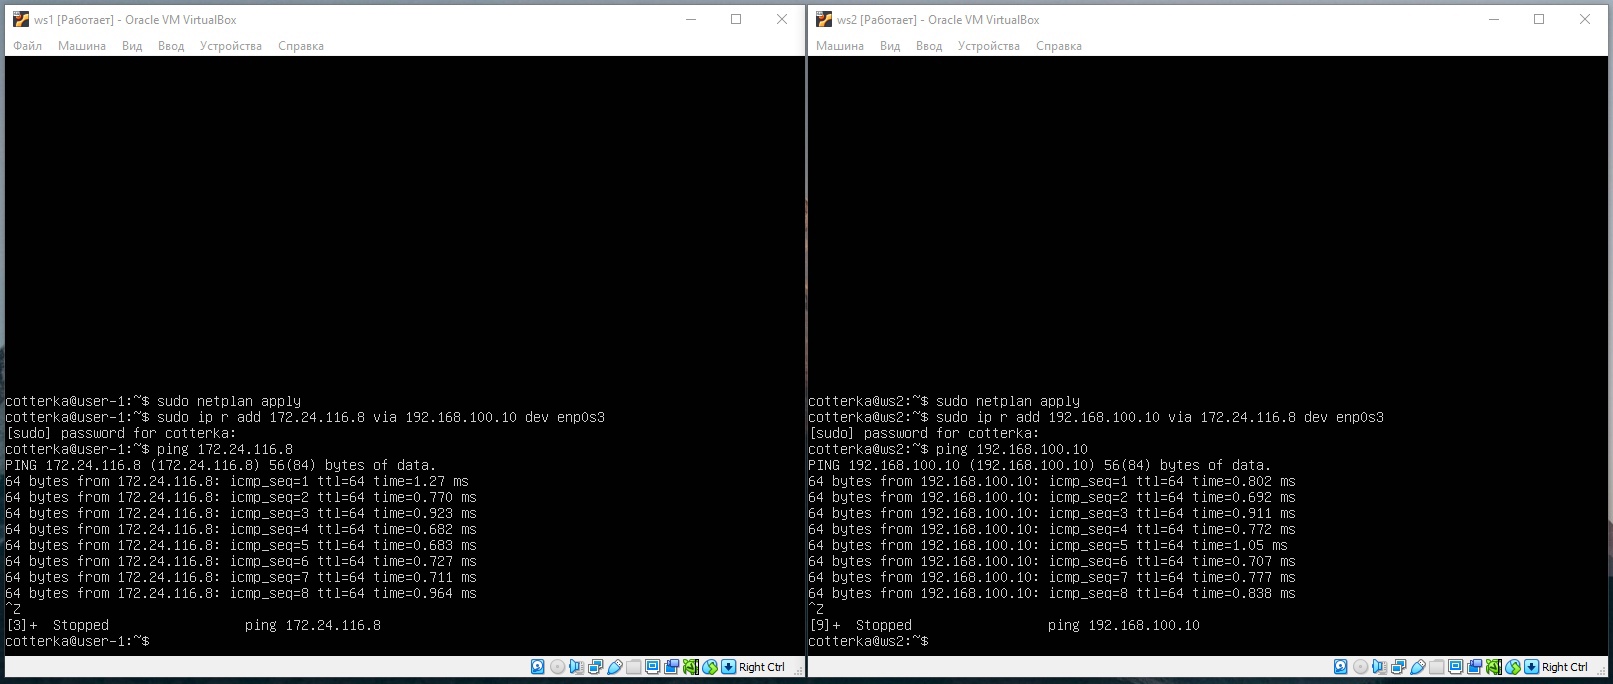 ws1 [Работает] - Oracle VM VirtualBox
Файл Машина Вид Ввод Устройства Справка
cotterka@user-1:~$ sudo netplan apply
cotterka@user-1:~$ sudo ip r add 172.24.116.8 via 192.168.100.10 dev enp0s3
[sudo] password for cotterka:
cotterka@user-1:~$ ping 172.24.116.8
PING 172.24.116.8 (172.24.116.8) 56(84) bytes of data.
64 bytes from 172.24.116.8: icmp_seq=1 ttl=64 time=1.27 ms
64 bytes from 172.24.116.8: icmp_seq=2 ttl=64 time=0.770 ms
64 bytes from 172.24.116.8: icmp_seq=3 ttl=64 time=0.923 ms
64 bytes from 172.24.116.8: icmp_seq=4 ttl=64 time=0.682 ms
64 bytes from 172.24.116.8: icmp_seq=5 ttl=64 time=0.683 ms
64 bytes from 172.24.116.8: icmp_seq=6 ttl=64 time=0.727 ms
64 bytes from 172.24.116.8: icmp_seq=7 ttl=64 time=0.711 ms
64 bytes from 172.24.116.8: icmp_seq=8 ttl=64 time=0.964 ms
^Z
[3]+  Stopped                 ping 172.24.116.8
cotterka@user-1:~$
Right Ctrl
ws2 [Работает] - Oracle VM VirtualBox
Машина Вид Ввод Устройства Справка
cotterka@ws2:~$ sudo netplan apply
cotterka@ws2:~$ sudo ip r add 192.168.100.10 via 172.24.116.8 dev enp0s3
[sudo] password for cotterka:
cotterka@ws2:~$ ping 192.168.100.10
PING 192.168.100.10 (192.168.100.10) 56(84) bytes of data.
64 bytes from 192.168.100.10: icmp_seq=1 ttl=64 time=0.802 ms
64 bytes from 192.168.100.10: icmp_seq=2 ttl=64 time=0.692 ms
64 bytes from 192.168.100.10: icmp_seq=3 ttl=64 time=0.911 ms
64 bytes from 192.168.100.10: icmp_seq=4 ttl=64 time=0.772 ms
64 bytes from 192.168.100.10: icmp_seq=5 ttl=64 time=1.05 ms
64 bytes from 192.168.100.10: icmp_seq=6 ttl=64 time=0.707 ms
64 bytes from 192.168.100.10: icmp_seq=7 ttl=64 time=0.777 ms
64 bytes from 192.168.100.10: icmp_seq=8 ttl=64 time=0.838 ms
^Z
[9]+  Stopped                 ping 192.168.100.10
cotterka@ws2:~$
Right Ctrl